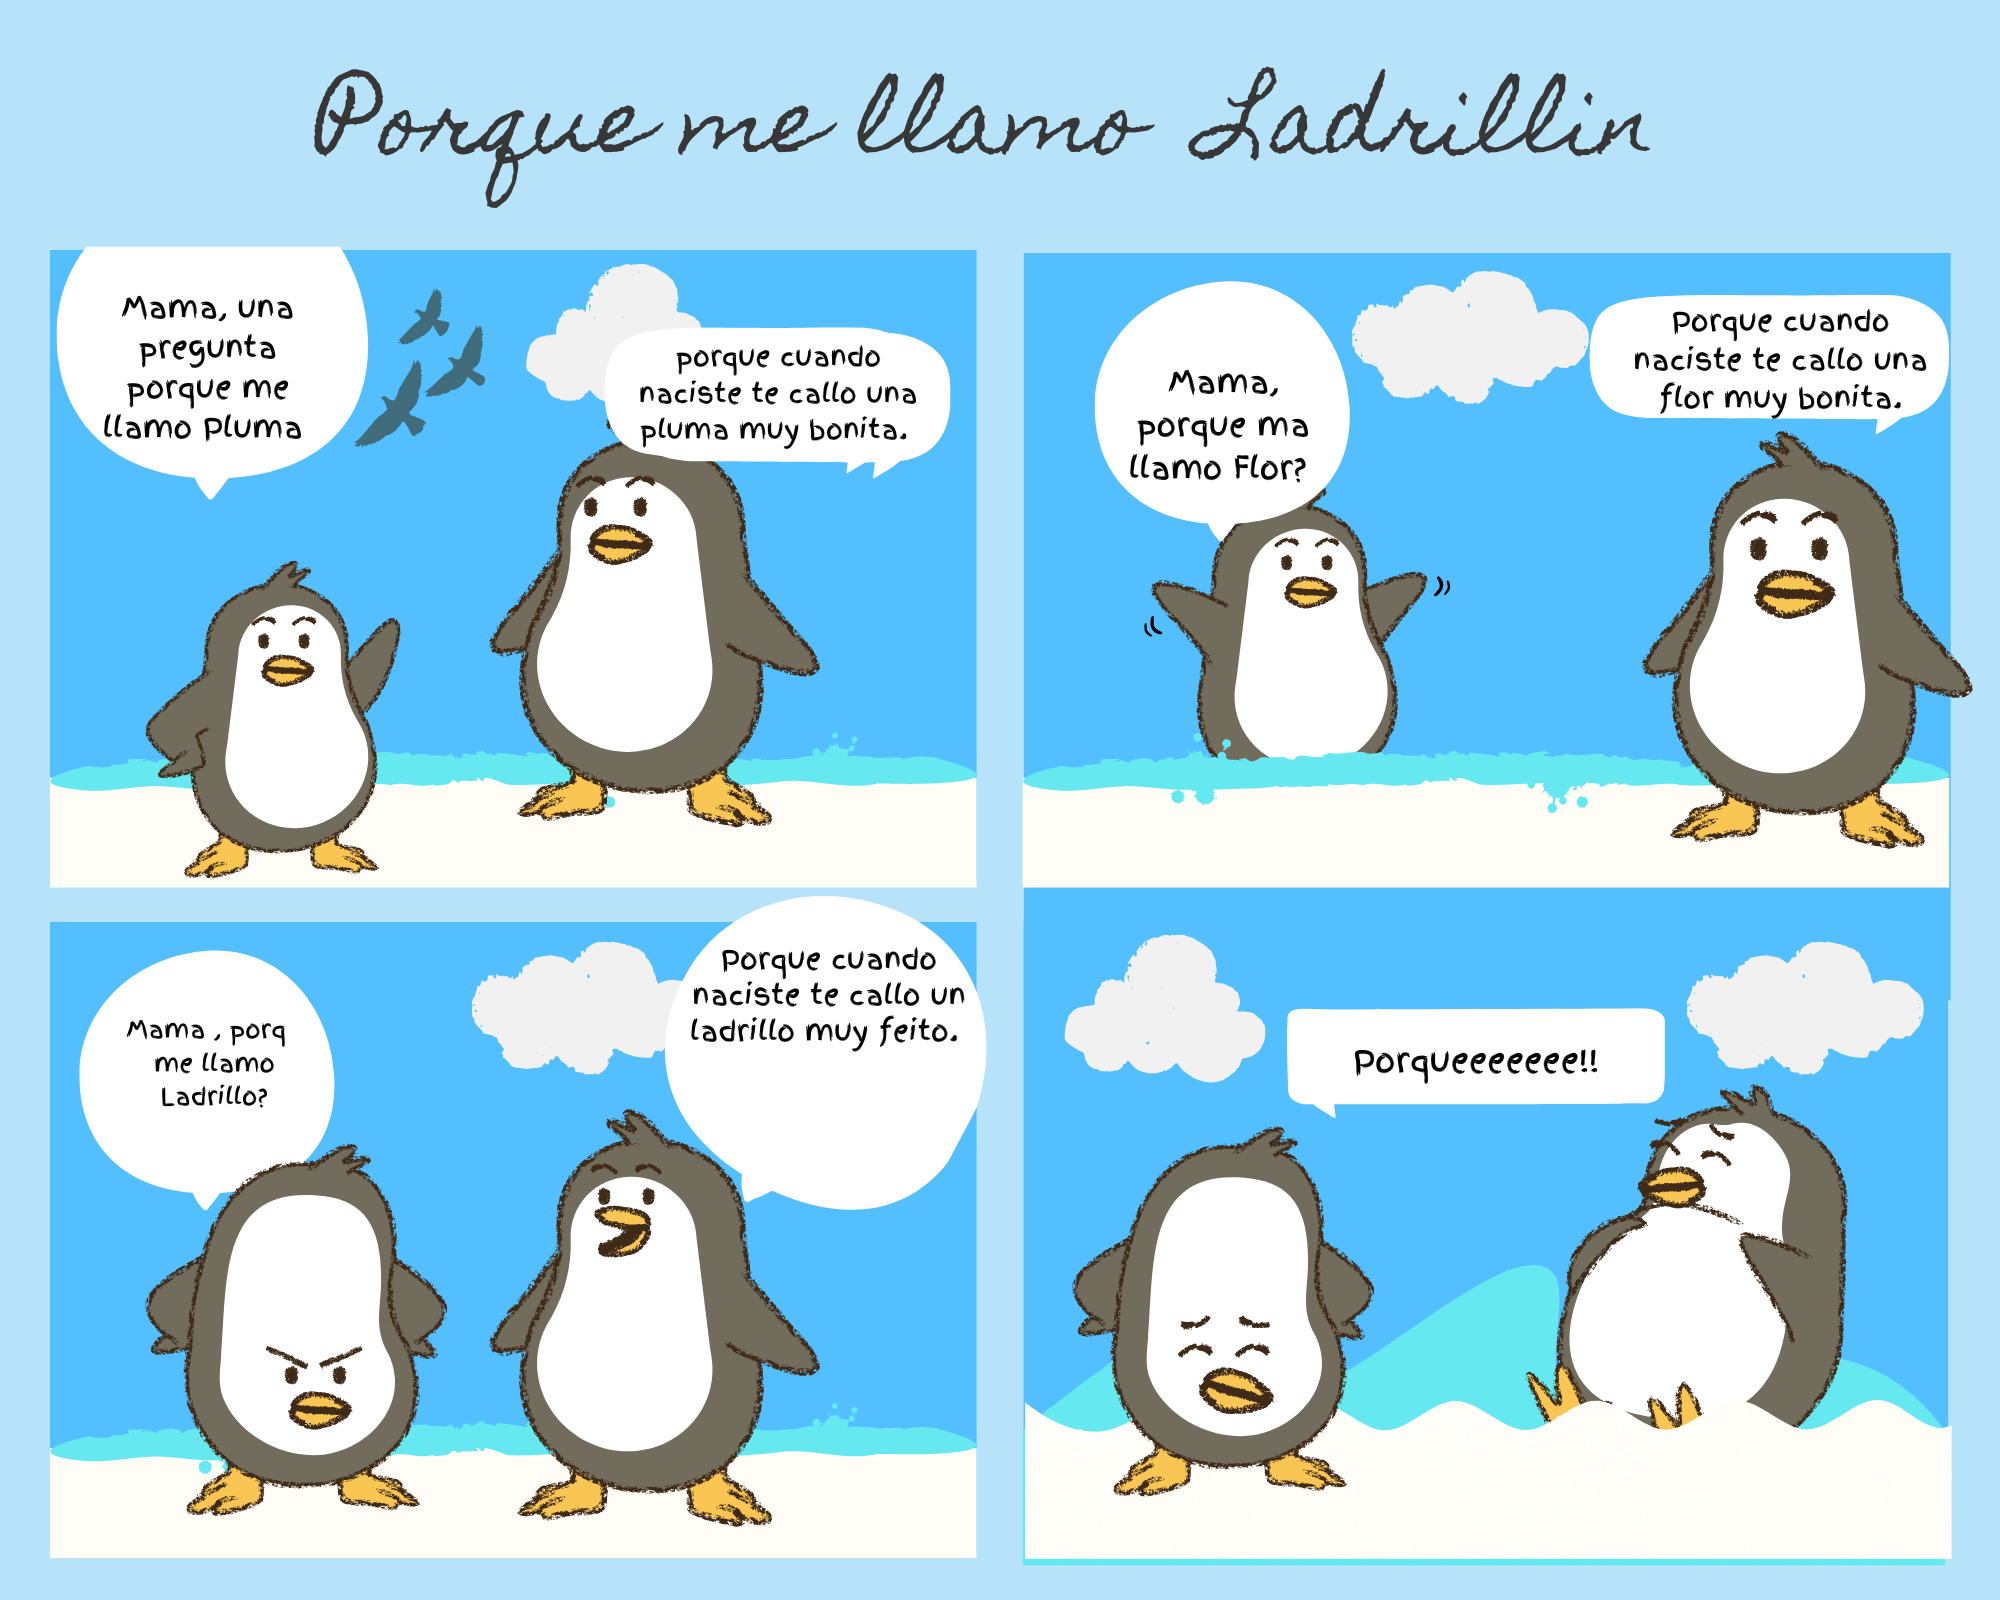 Porque me llamo Ladrillin
Mama, una
pregunta
porque me
llamo Pluma
porque cuando
naciste te callo una
pluma muy bonita.
Mama,
porque ma
llamo Flor?
Porque cuando
naciste te callo una
flor muy bonita.
Mama , porq
me llamo
Ladrillo?
Porque cuando
naciste te callo un
ladrillo muy feito.
Porqueeeeeeee!!